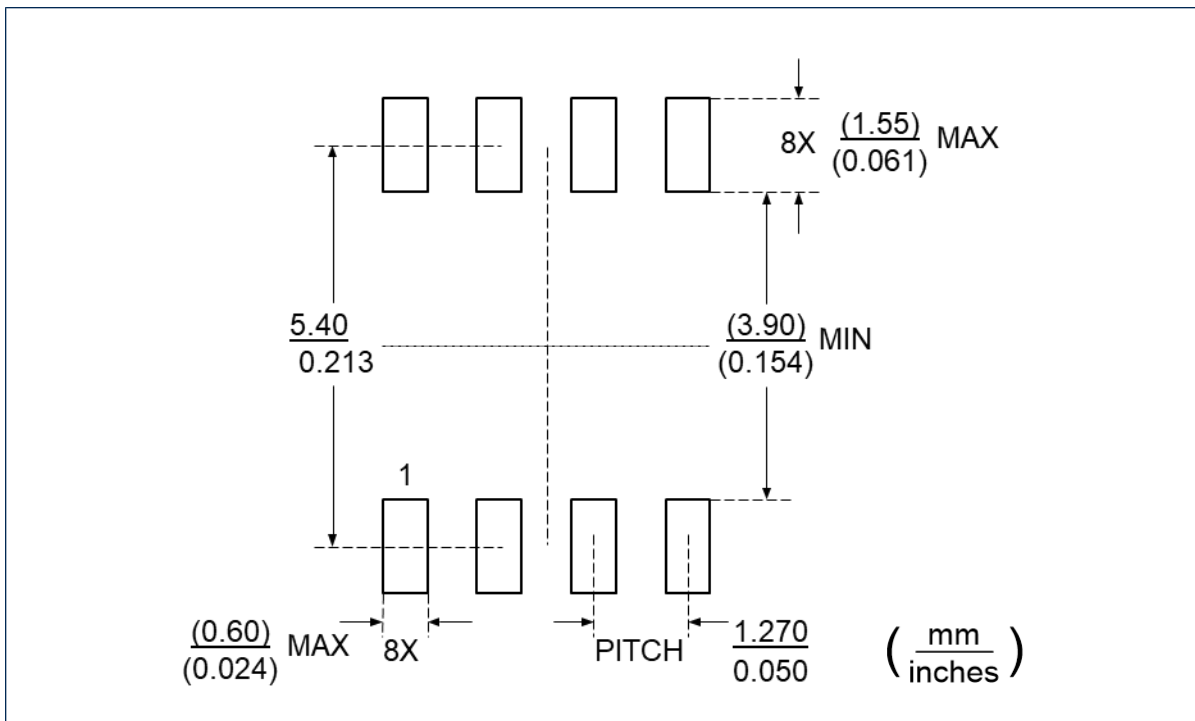 8X
(1.55)
(0.061)
MAX
5.40
0.213
(3.90)
(0.154)
MIN
1
(0.60)
(0.024)
MAX
8X
PITCH
1.270
0.050
(mm
inches)